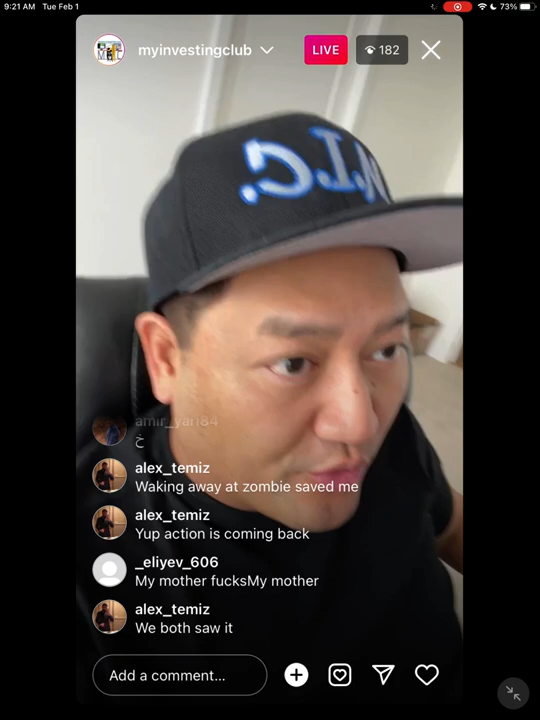 9:21 AM Tue Feb 1
73%
myinvestingclub
LIVE
182
M.I.C.
amir_yari84
خ
alex_temiz
Waking away at zombie saved me
alex_temiz
Yup action is coming back
_eliyev_606
My mother fucksMy mother
alex_temiz
We both saw it
Add a comment...